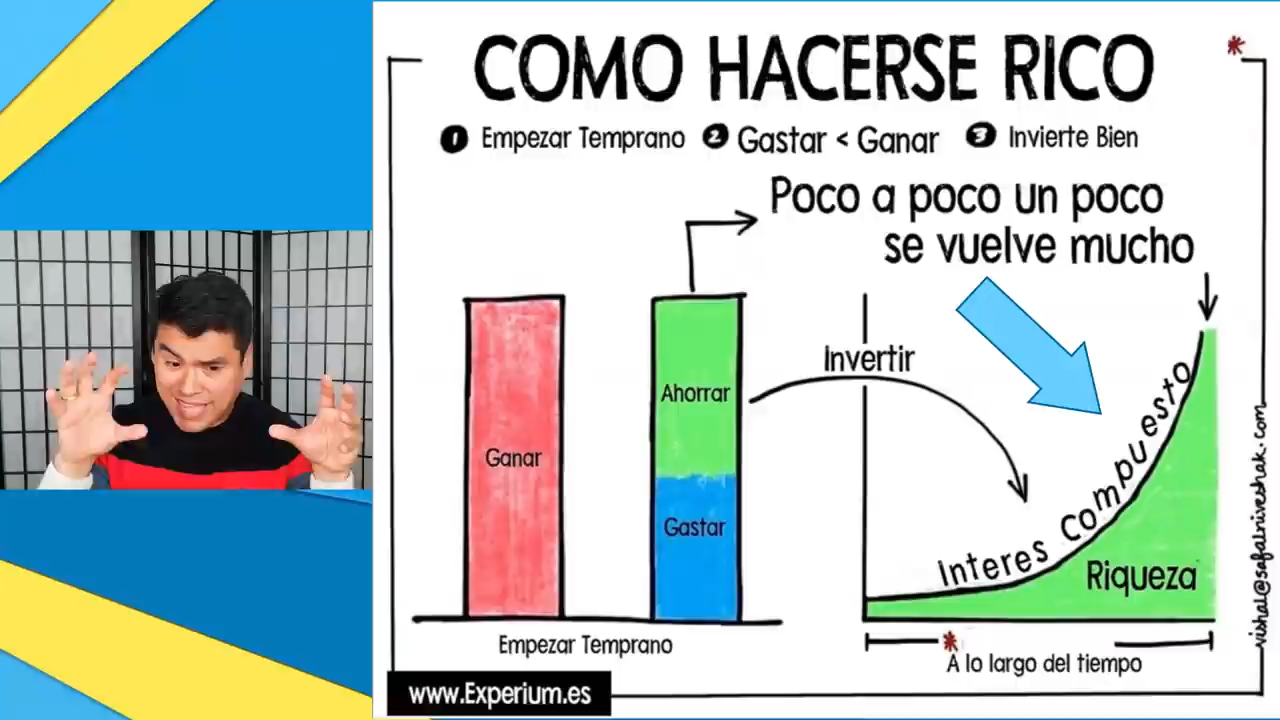 COMO HACERSE RICO
*
1 Empezar Temprano 2 Gastar < Ganar 3 Invierte Bien
Poco a poco un poco
se vuelve mucho
Invertir
Ahorrar
Ganar
Gastar
Interes Compuesto
Riqueza
Empezar Temprano
*
A lo largo del tiempo
www.Experium.es
vishal@safalniveshak.com